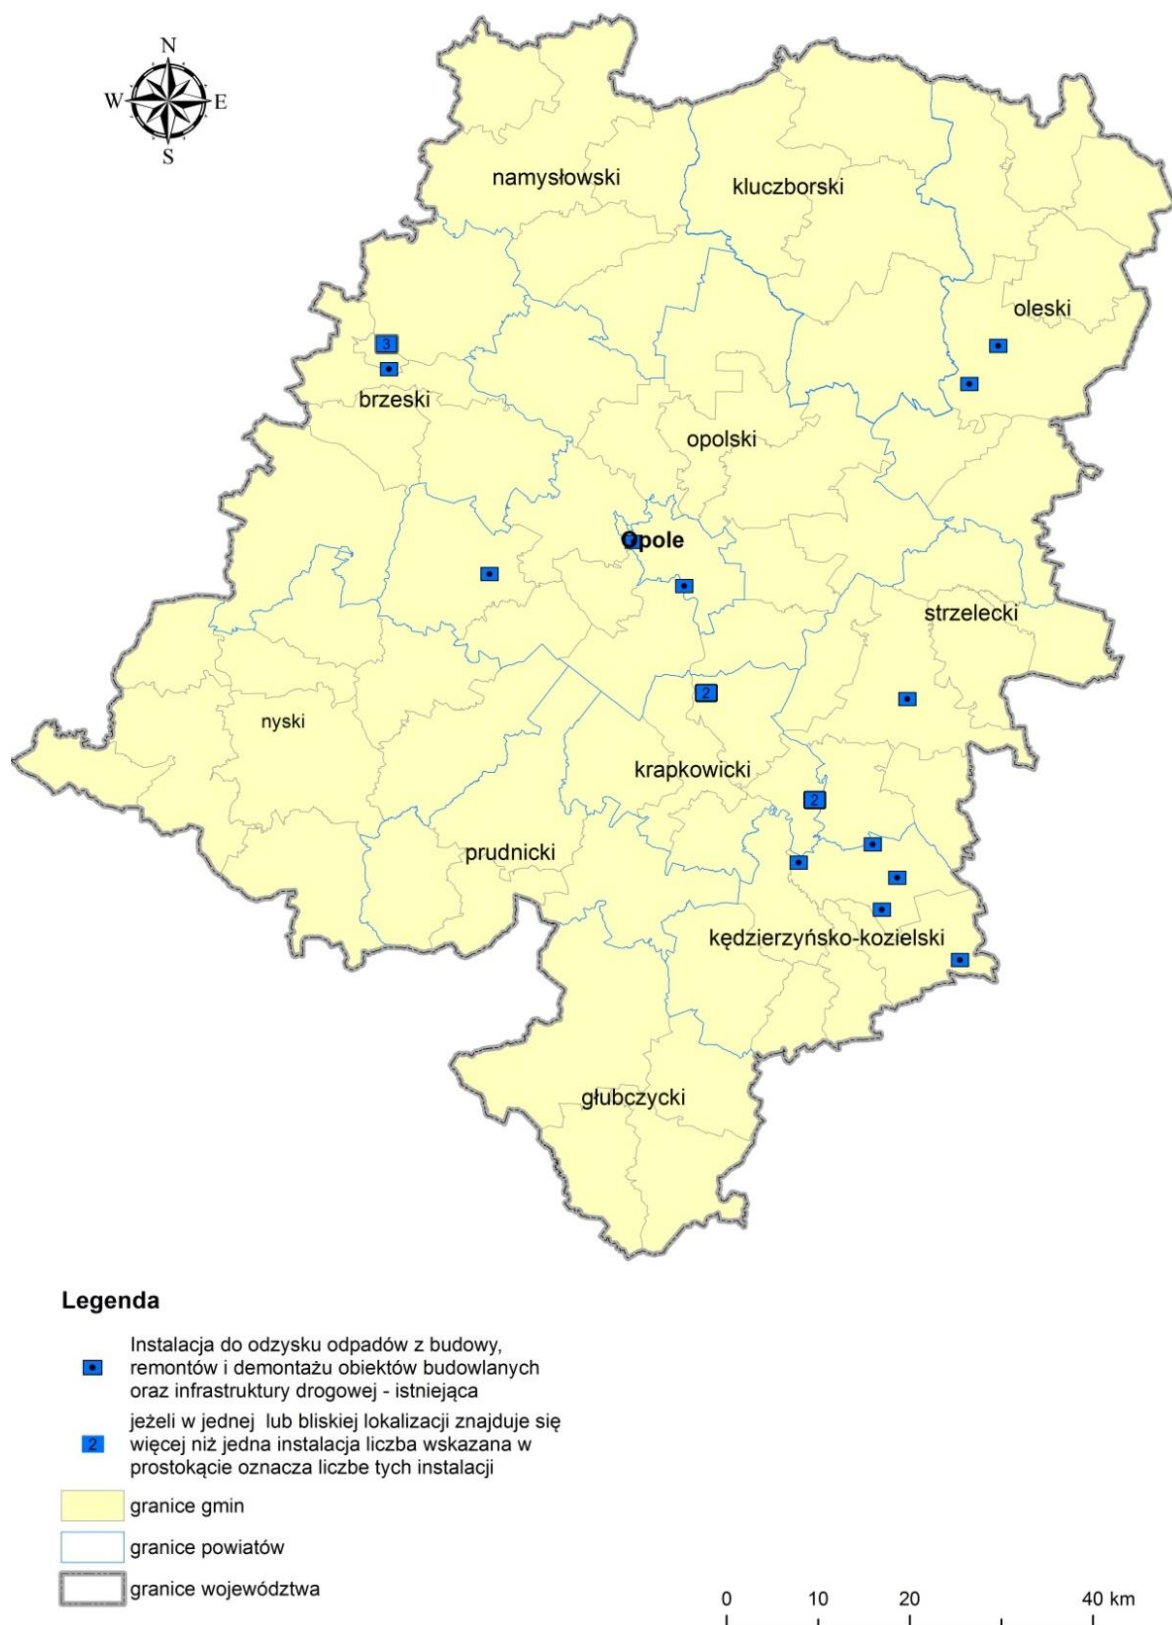 N
W E
S
namysłowski
kluczborski
oleski
3
brzeski
opolski
Opole
strzelecki
2
nyski
krapkowicki
2
prudnicki
kędzierzyńsko-kozielski
głubczycki
Legenda
Instalacja do odzysku odpadów z budowy,
remontów i demontażu obiektów budowlanych
oraz infrastruktury drogowej - istniejąca
jeżeli w jednej lub bliskiej lokalizacji znajduje się
2 więcej niż jedna instalacja liczba wskazana w
prostokącie oznacza liczbe tych instalacji
granice gmin
granice powiatów
granice województwa
0 10 20 40 km